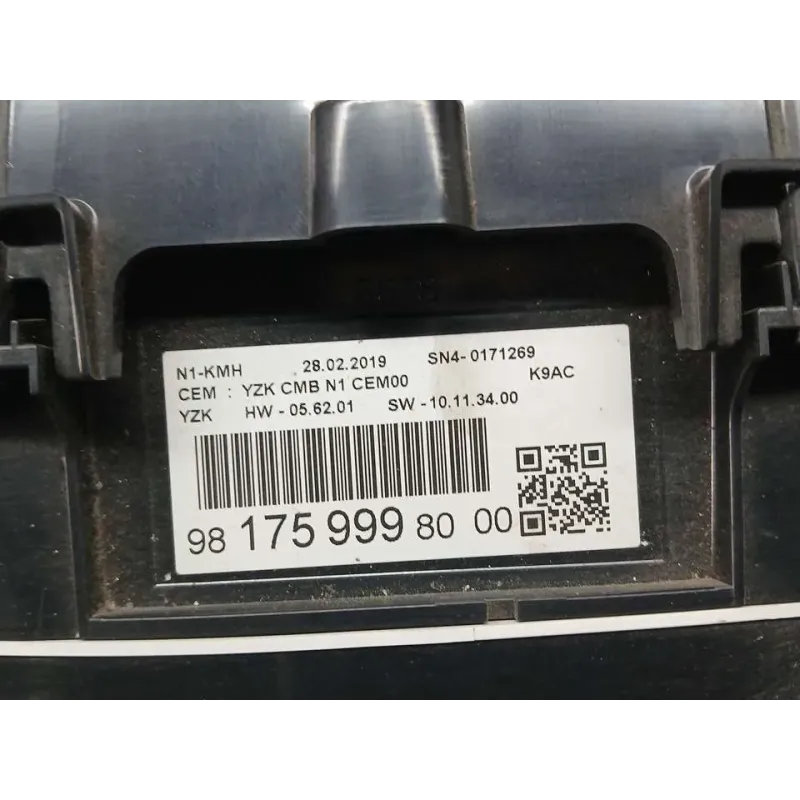 N1-KMH 28.02.2019 SN4- 0171269
CEM : YZK CMB N1 CEM00 K9AC
YZK HW - 05.62.01 SW -10.11.34.00
98 175 999 80 00